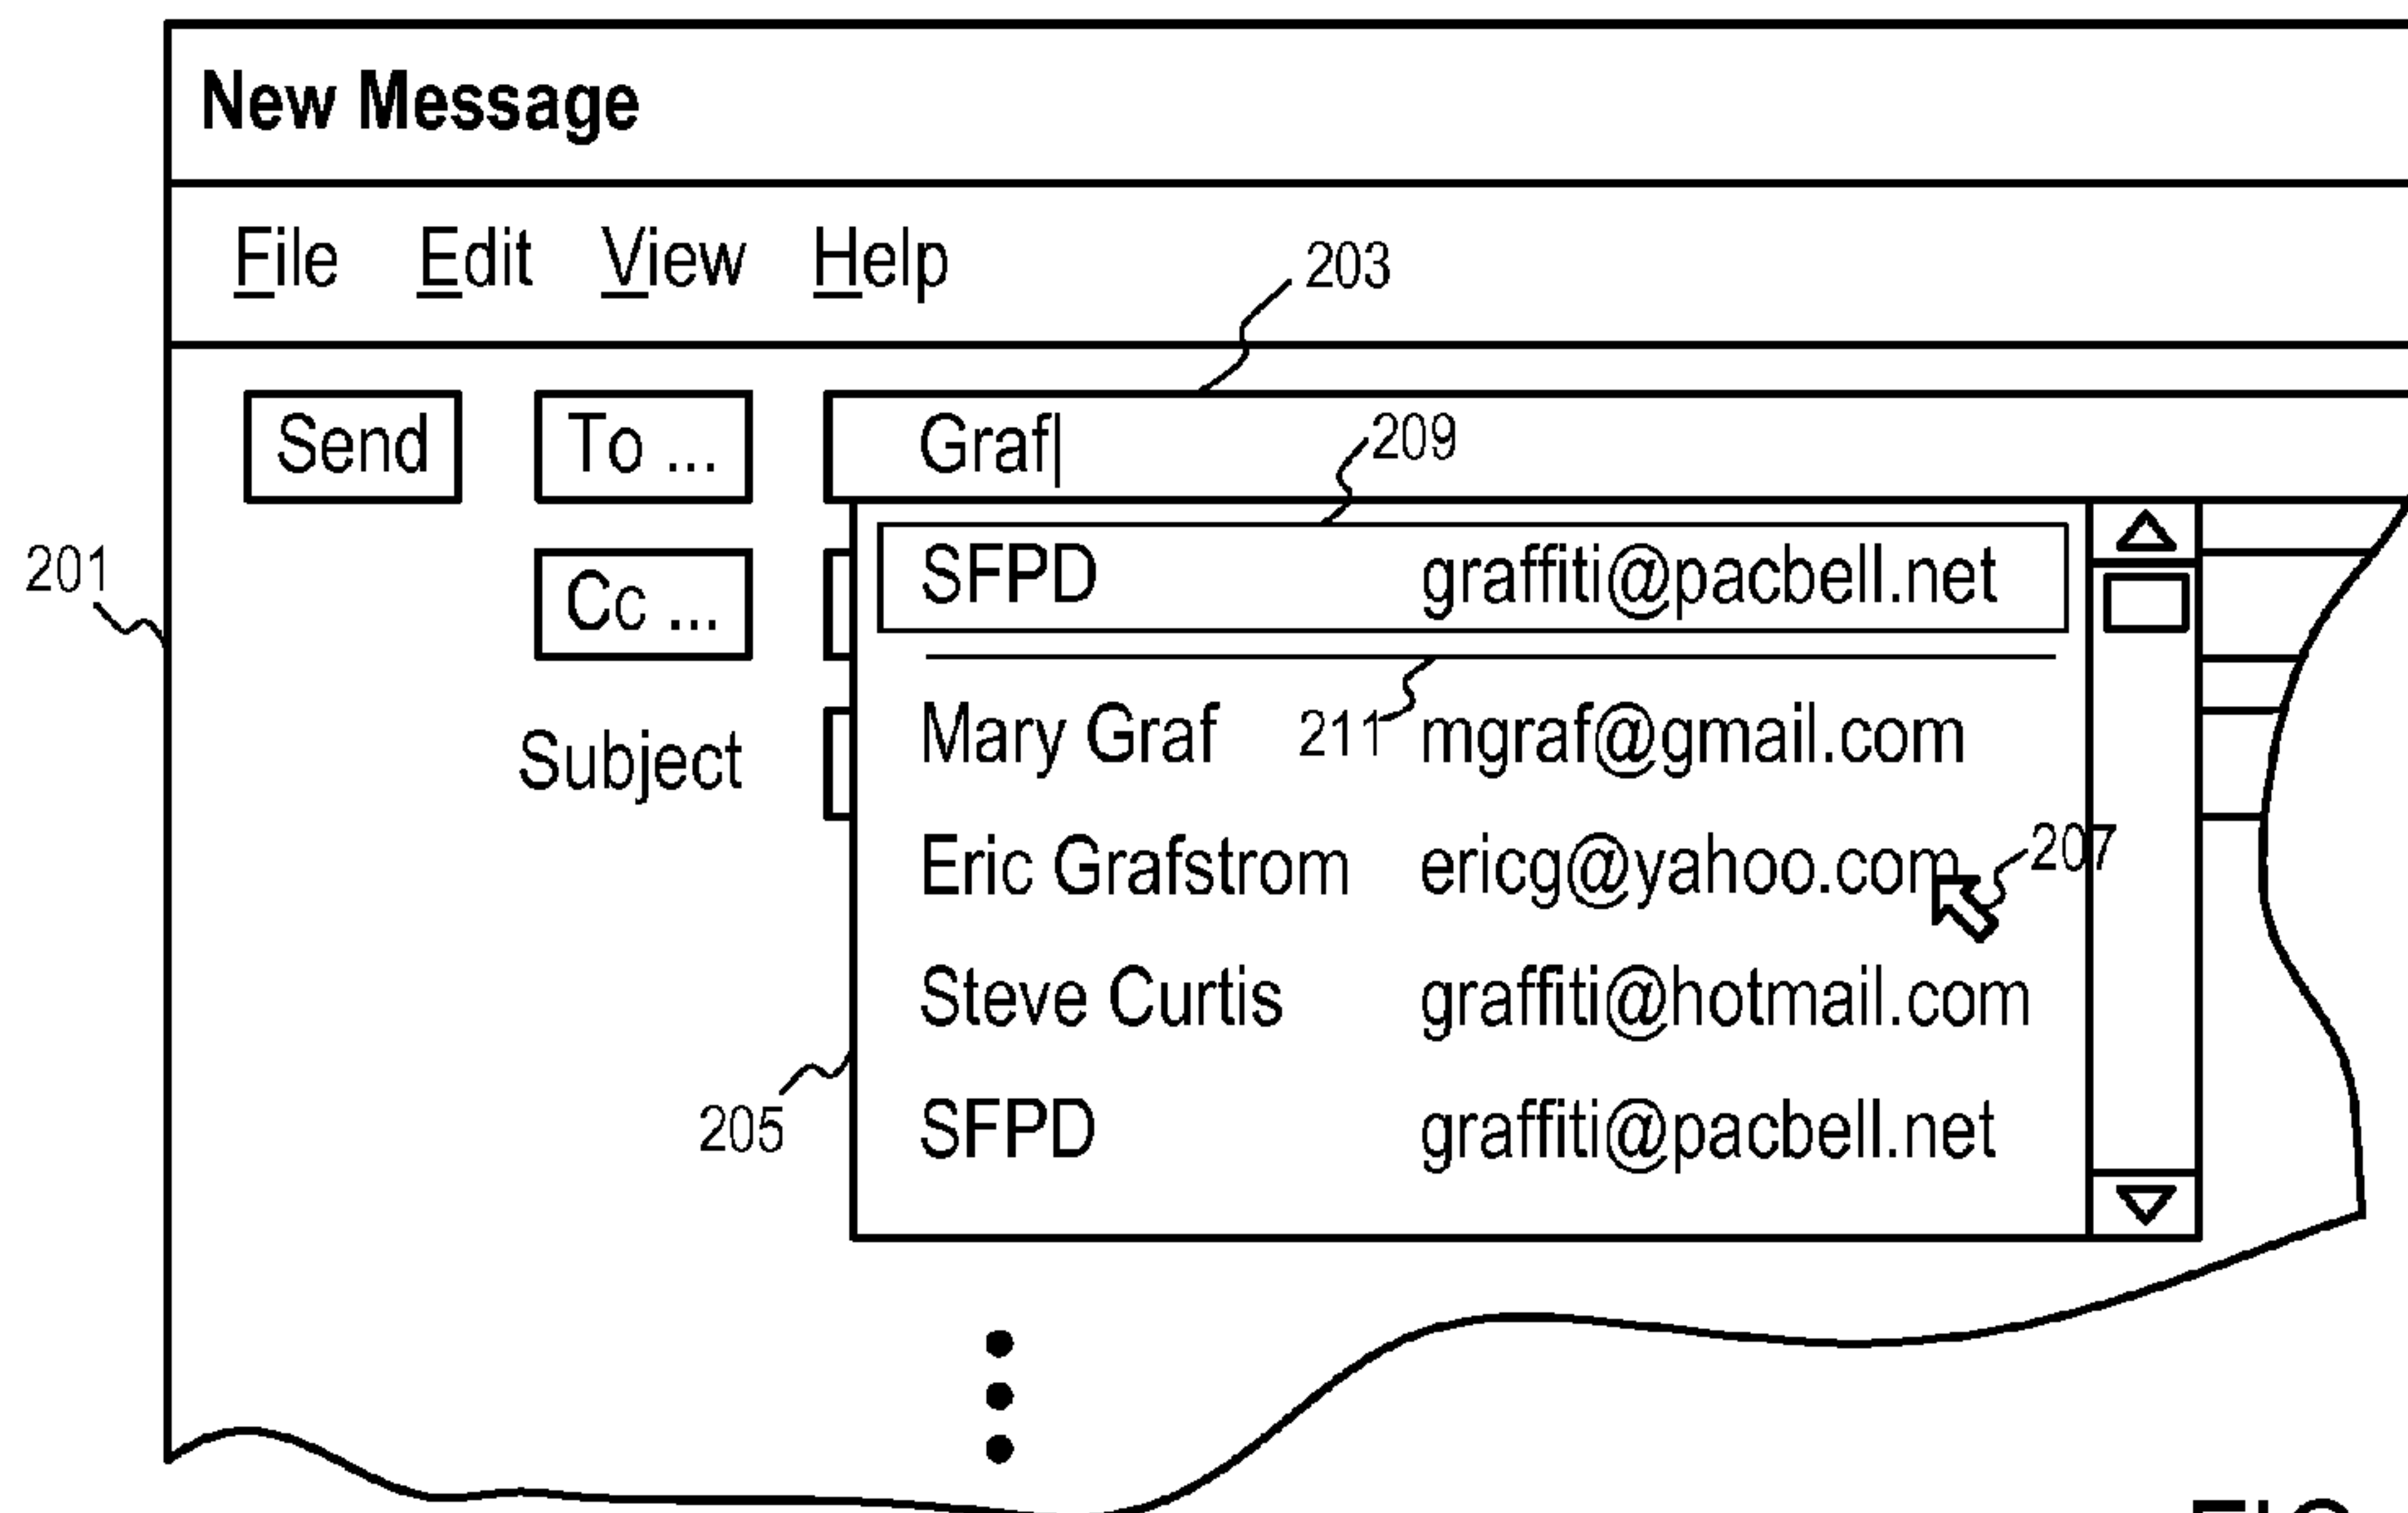 New Message
File Edit View Help
203
Send To ... Graf
209
SFPD graffiti@pacbell.net
201
Cc ...
Subject
Mary Graf 211 mgraf@gmail.com
Eric Grafstrom ericg@yahoo.com 207
Steve Curtis graffiti@hotmail.com
205
SFPD graffiti@pacbell.net